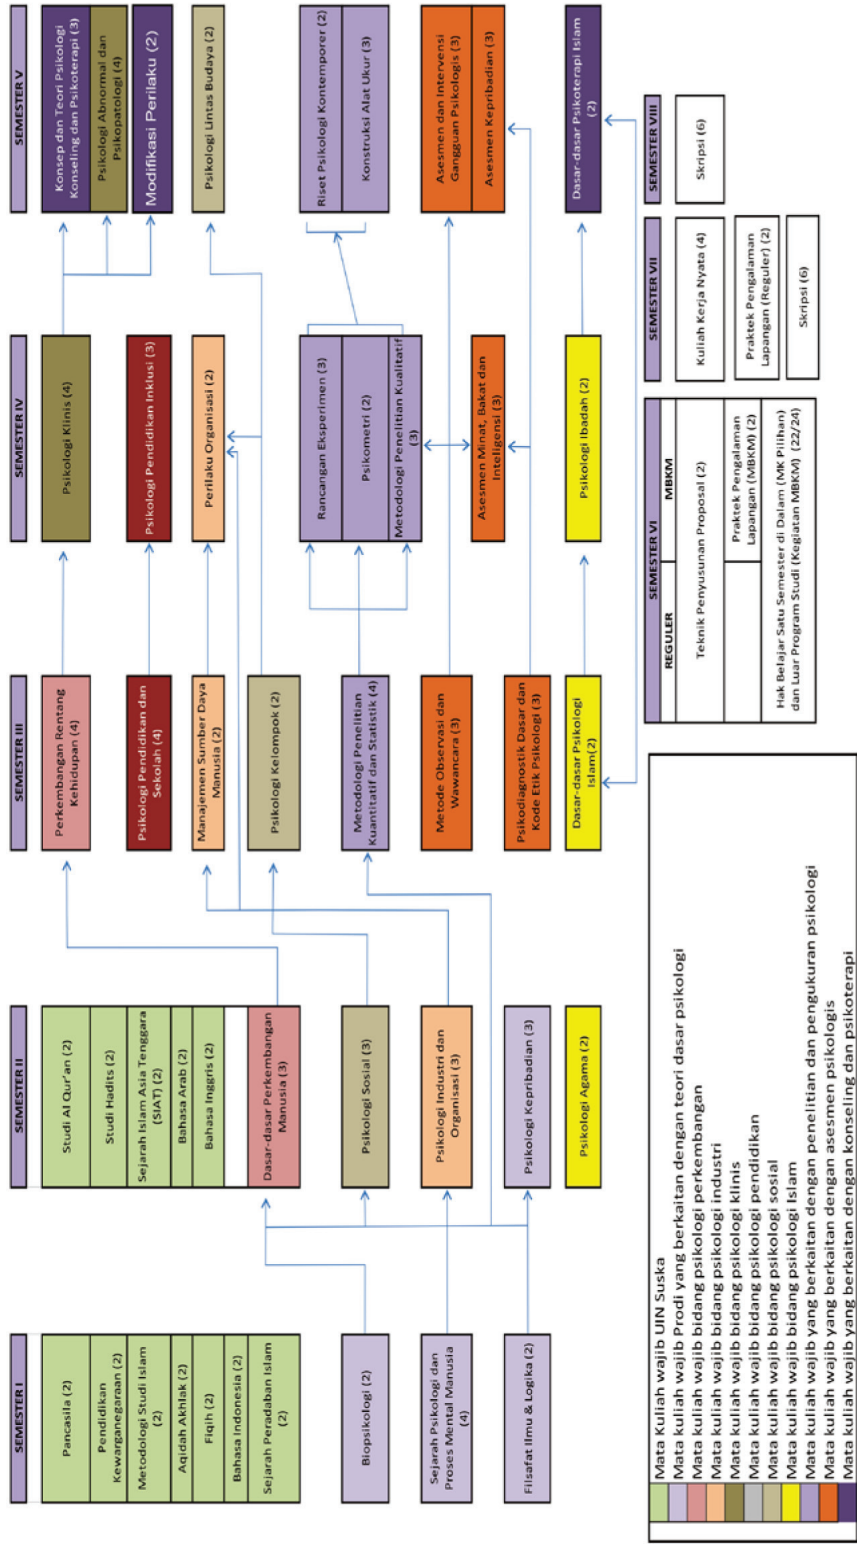 SEMESTER I
Pancasila (2)
Pendidikan
Kewarganegaraan (2)
Metodologi Studi Islam
(2)
Aqidah Akhlak (2)
Fiqih (2)
Bahasa Indonesia (2)
Sejarah Peradaban Islam
(2)
Biopsikologi (2)
Sejarah Psikologi dan
Proses Mental Manusia
(4)
Filsafat Ilmu & Logika (2)
SEMESTER II
Studi Al Qur'an (2)
Studi Hadits (2)
Sejarah Islam Asia Tenggara
(SIAT) (2)
Bahasa Arab (2)
Bahasa Inggris (2)
Dasar-dasar Perkembangan
Manusia (3)
Psikologi Sosial (3)
Psikologi Industri dan
Organisasi (3)
Psikologi Kepribadian (3)
Psikologi Agama (2)
SEMESTER III
Perkembangan Rentang
Kehidupan (4)
Psikologi Pendidikan dan
Sekolah (4)
Manajemen Sumber Daya
Manusia (2)
Psikologi Kelompok (2)
Metodologi Penelitian
Kuantitatif dan Statistik (4)
Metode Observasi dan
Wawancara (3)
Psikodiagnostik Dasar dan
Kode Etik Psikologi (3)
Dasar-dasar Psikologi
Islam(2)
SEMESTER IV
Psikologi Klinis (4)
Psikologi Pendidikan Inklusi (3)
Perilaku Organisasi (2)
Rancangan Eksperimen (3)
Psikometri (2)
Metodologi Penelitian Kualitatif
(3)
Asesmen Minat, Bakat dan
Inteligensi (3)
Psikologi Ibadah (2)
SEMESTER V
Konsep dan Teori Psikologi
Konseling dan Psikoterapi (3)
Psikologi Abnormal dan
Psikopatologi (4)
Modifikasi Perilaku (2)
Psikologi Lintas Budaya (2)
Riset Psikologi Kontemporer (2)
Konstruksi Alat Ukur (3)
Asesmen dan Intervensi
Gangguan Psikologis (3)
Asesmen Kepribadian (3)
Dasar-dasar Psikoterapi Islam
(2)
SEMESTER VI
REGULER
MBKM
Teknik Penyusunan Proposal (2)
Praktek Pengalaman
Lapangan (MBKM) (2)
Hak Belajar Satu Semester di Dalam (MK Pilihan)
dan Luar Program Studi (Kegiatan MBKM) (22/24)
SEMESTER VII
Kuliah Kerja Nyata (4)
Praktek Pengalaman
Lapangan (Reguler) (2)
Skripsi (6)
SEMESTER VIII
Skripsi (6)
Mata Kuliah wajib UIN Suska
Mata kuliah wajib Prodi yang berkaitan dengan teori dasar psikologi
Mata kuliah wajib bidang psikologi perkembangan
Mata kuliah wajib bidang psikologi industri
Mata kuliah wajib bidang psikologi klinis
Mata kuliah wajib bidang psikologi pendidikan
Mata kuliah wajib bidang psikologi sosial
Mata kuliah wajib bidang psikologi Islam
Mata kuliah wajib yang berkaitan dengan penelitian dan pengukuran psikologi
Mata kuliah wajib yang berkaitan dengan asesmen psikologis
Mata kuliah wajib yang berkaitan dengan konseling dan psikoterapi